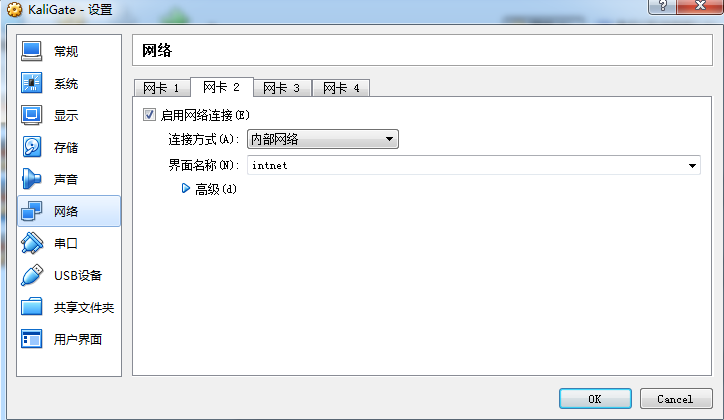 KaliGate - 设置
常规
系统
显示
存储
声音
网络
串口
USB设备
共享文件夹
用户界面
网络
网卡 1 网卡 2 网卡 3 网卡 4
启用网络连接(E)
连接方式(A): 内部网络
界面名称(N): intnet
高级(d)
OK Cancel